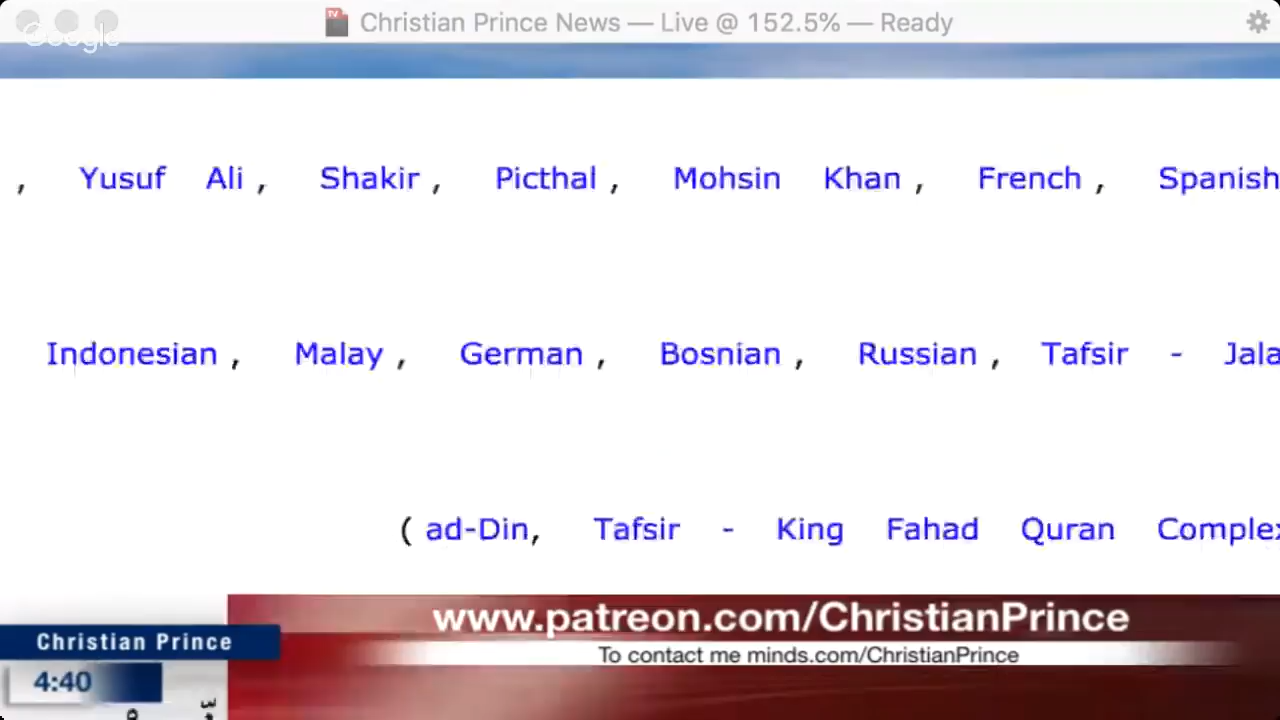 Christian Prince News — Live @ 152.5% — Ready
Google
, Yusuf Ali, Shakir, Picthal, Mohsin Khan, French, Spanish
Indonesian, Malay, German, Bosnian, Russian, Tafsir - Jala
( ad-Din, Tafsir - King Fahad Quran Complex
www.patreon.com/ChristianPrince
Christian Prince
To contact me minds.com/ChristianPrince
4:40